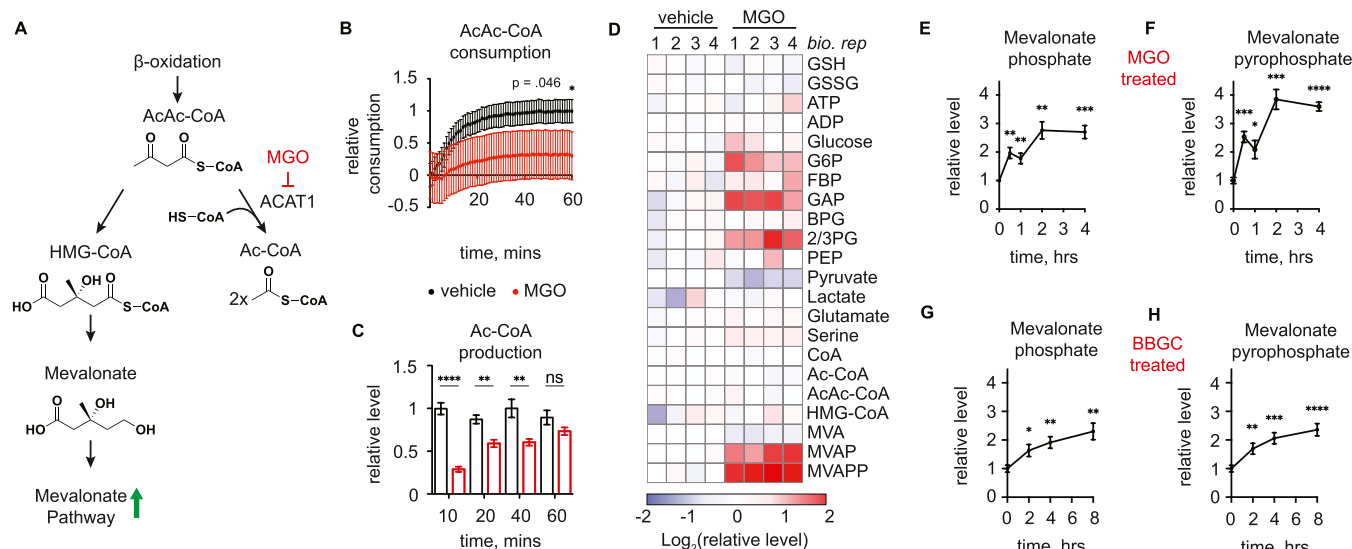 A
β-oxidation
AcAc-CoA
O
O
S–CoA
MGO
ACAT1
HS–CoA
HMG-CoA
Ac-CoA
O
OH
O
HO
S–CoA
O
2x
S–CoA
Mevalonate
O
OH
HO
OH
Mevalonate
Pathway
B
AcAc-CoA
consumption
p = .046
*
relative
consumption
1.5
1
0.5
0
-0.5
20
40
60
time, mins
vehicle
MGO
C
Ac-CoA
production
****
**
**
ns
relative level
1.5
1
0.5
0
10
20
40
60
time, mins
D
vehicle
MGO
1 2 3 4 1 2 3 4 bio. rep
GSH
GSSG
ATP
ADP
Glucose
G6P
FBP
GAP
BPG
2/3PG
PEP
Pyruvate
Lactate
Glutamate
Serine
CoA
Ac-CoA
AcAc-CoA
HMG-CoA
MVA
MVAP
MVAPP
-2 -1 0 1 2
Log2(relative level)
E
Mevalonate
phosphate
relative level
4
3
2
1
0
**
**
**
***
0 1 2 3 4
time, hrs
MGO
treated
F
Mevalonate
pyrophosphate
relative level
4
3
2
1
0
***
*
***
****
0 1 2 3 4
time, hrs
G
Mevalonate
phosphate
relative level
4
3
2
1
0
*
**
**
0 2 4 6 8
time, hrs
BBGC
treated
H
Mevalonate
pyrophosphate
relative level
4
3
2
1
0
**
***
****
0 2 4 6 8
time, hrs